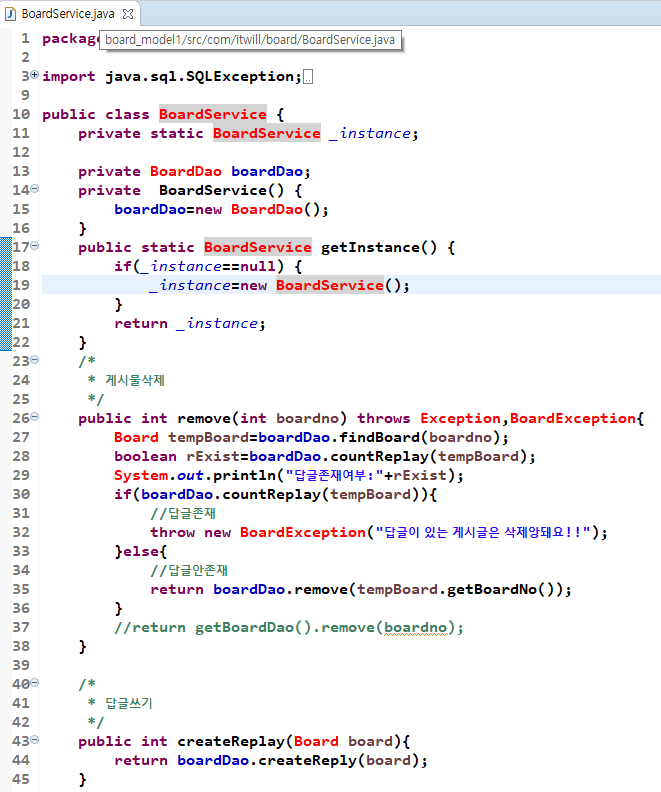 BoardService.java
1 package
board_model1/src/com/itwill/board/BoardService.java
2
3 import java.sql.SQLException;
9
10 public class BoardService {
11     private static BoardService _instance;
12
13     private BoardDao boardDao;
14     private  BoardService() {
15         boardDao=new BoardDao();
16     }
17     public static BoardService getInstance() {
18         if(_instance==null) {
19             _instance=new BoardService();
20         }
21         return _instance;
22     }
23     /*
24      * 게시물삭제
25      */
26     public int remove(int boardno) throws Exception,BoardException{
27         Board tempBoard=boardDao.findBoard(boardno);
28         boolean rExist=boardDao.countReplay(tempBoard);
29         System.out.println("답글존재여부:"+rExist);
30         if(boardDao.countReplay(tempBoard)){
31             //답글존재
32             throw new BoardException("답글이 있는 게시글은 삭제앙돼요!!");
33         }else{
34             //답글안존재
35             return boardDao.remove(tempBoard.getBoardNo());
36         }
37         //return getBoardDao().remove(boardno);
38     }
39
40     /*
41      * 답글쓰기
42      */
43     public int createReplay(Board board){
44         return boardDao.createReply(board);
45     }